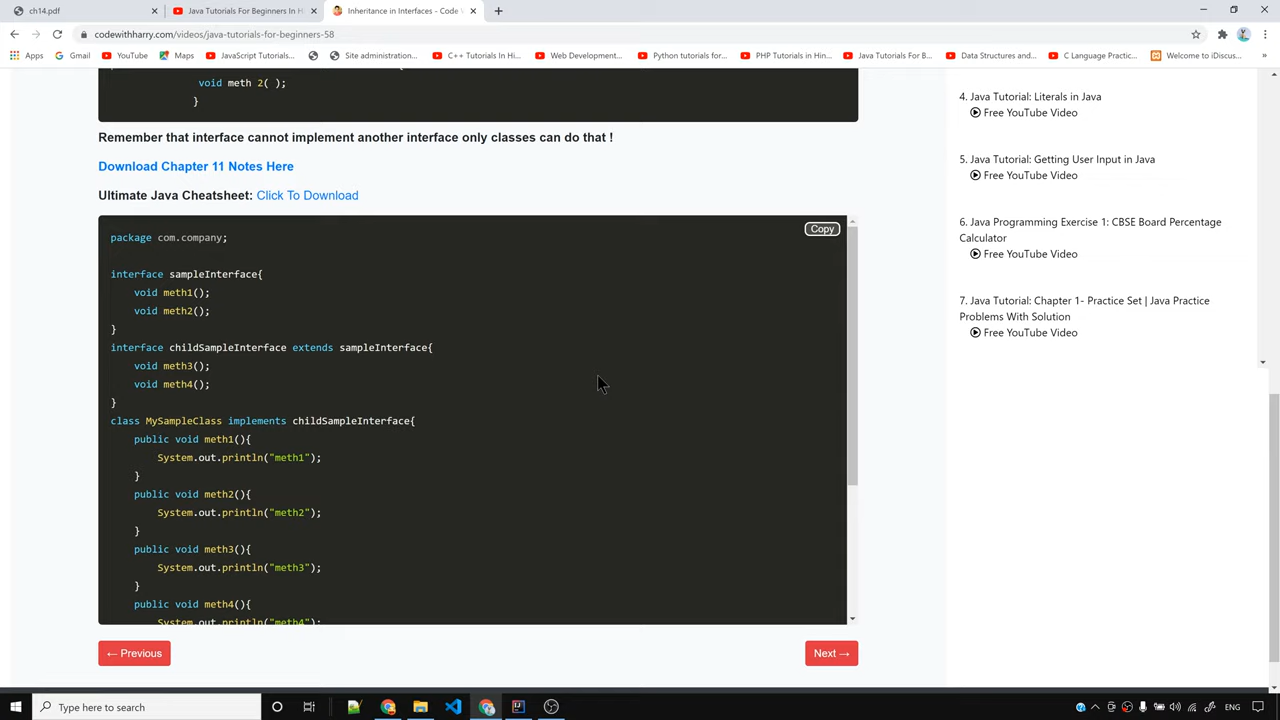 ch14.pdf
Java Tutorials For Beginners In H
Inheritance in Interfaces - Code
codewithharry.com/videos/java-tutorials-for-beginners-58
Apps
Gmail
YouTube
Maps
JavaScript Tutorials...
Site administration...
C++ Tutorials In Hi...
Web Development...
Python tutorials for...
PHP Tutorials in Hin...
Java Tutorials For B...
Data Structures and...
C Language Practic...
Welcome to iDiscus...
void meth 2( );
}
Remember that interface cannot implement another interface only classes can do that !
Download Chapter 11 Notes Here
Ultimate Java Cheatsheet: Click To Download
Copy
package com.company;
interface sampleInterface{
void meth1();
void meth2();
}
interface childSampleInterface extends sampleInterface{
void meth3();
void meth4();
}
class MySampleClass implements childSampleInterface{
public void meth1(){
System.out.println("meth1");
}
public void meth2(){
System.out.println("meth2");
}
public void meth3(){
System.out.println("meth3");
}
public void meth4(){
System.out.println("meth4");
← Previous
Next →
4. Java Tutorial: Literals in Java
Free YouTube Video
5. Java Tutorial: Getting User Input in Java
Free YouTube Video
6. Java Programming Exercise 1: CBSE Board Percentage
Calculator
Free YouTube Video
7. Java Tutorial: Chapter 1- Practice Set | Java Practice
Problems With Solution
Free YouTube Video
Type here to search
ENG